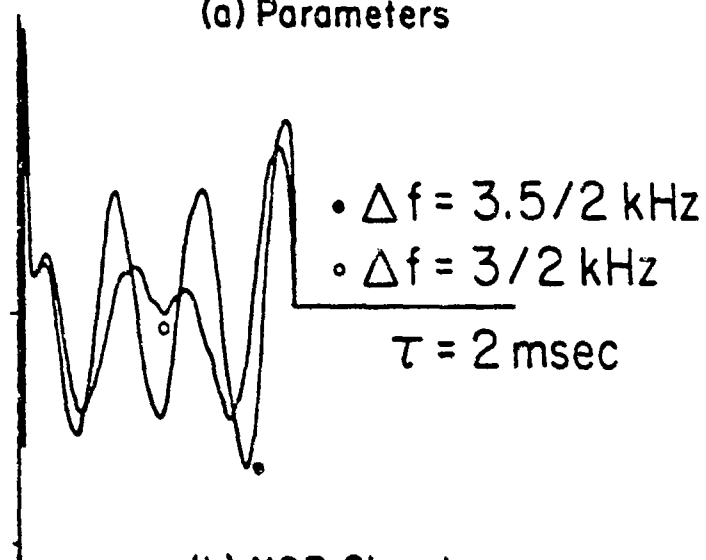 (a) Parameters
• Δf = 3.5/2 kHz
○ Δf = 3/2 kHz
τ = 2 msec